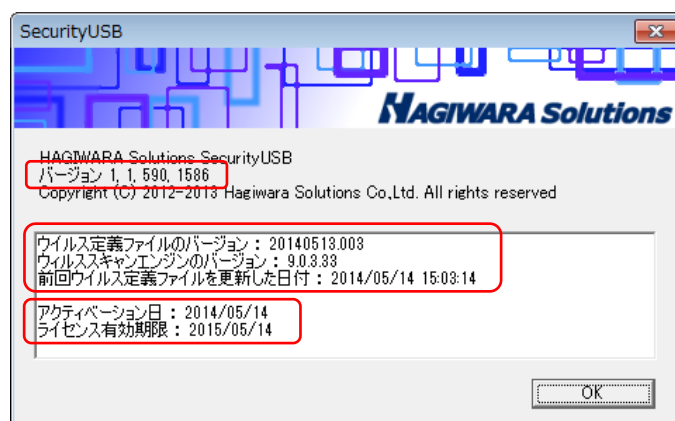 SecurityUSB
HAGIWARA Solutions
HAGIWARA Solutions SecurityUSB
バージョン 1, 1, 590, 1586
Copyright (C) 2012-2013 Hagiwara Solutions Co.,Ltd. All rights reserved
ウイルス定義ファイルのバージョン : 20140513.003
ウィルススキャンエンジンのバージョン : 9.0.3.33
前回ウイルス定義ファイルを更新した日付 : 2014/05/14 15:03:14
アクティベーション日 : 2014/05/14
ライセンス有効期限 : 2015/05/14
OK